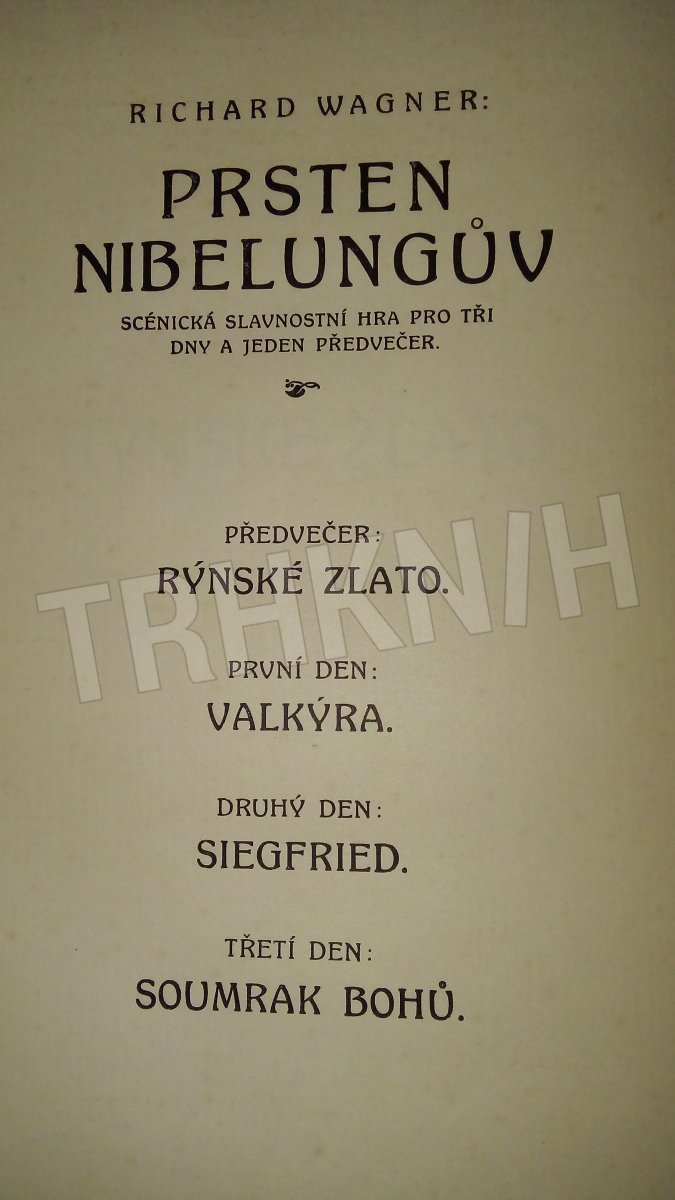 RICHARD WAGNER:
PRSTEN
NIBELUNGŮV
SCÉNICKÁ SLAVNOSTNÍ HRA PRO TŘI
DNY A JEDEN PŘEDVEČER.
PŘEDVEČER:
RÝNSKÉ ZLATO.
TRHKNIH
PRVNÍ DEN:
VALKÝRA.
DRUHÝ DEN:
SIEGFRIED.
TŘETÍ DEN:
SOUMRAK BOHŮ.